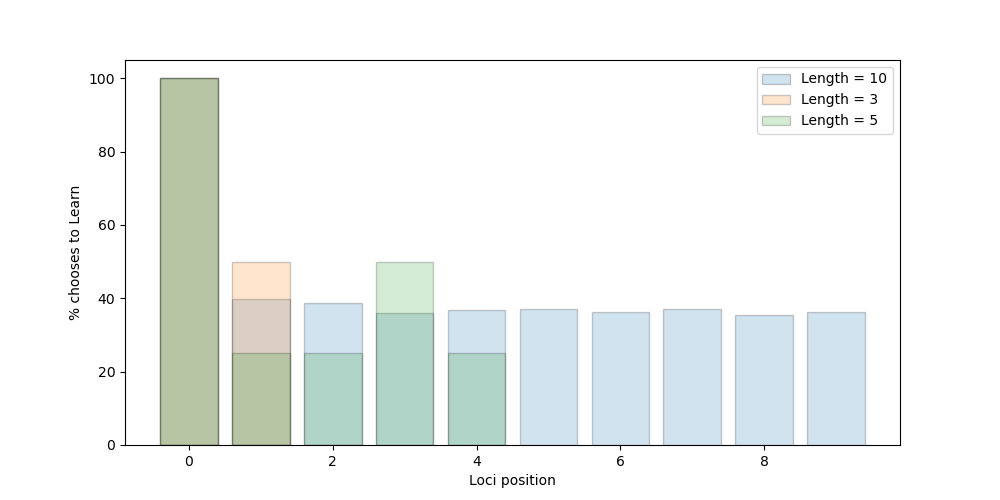 Length = 10
Length = 3
Length = 5
100
80
60
40
20
0
% chooses to Learn
0 2 4 6 8
Loci position